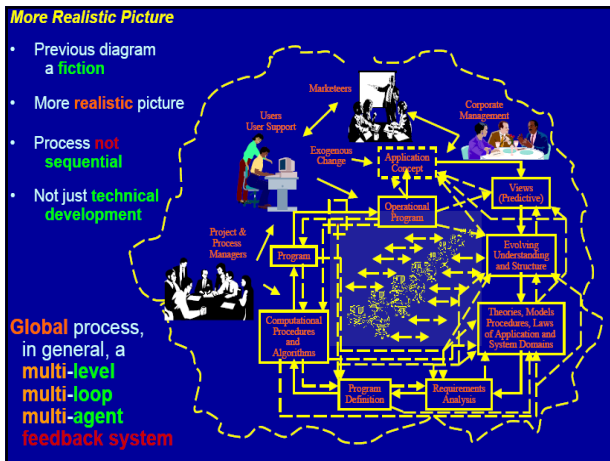 More Realistic Picture
• Previous diagram
a fiction
• More realistic picture
• Process not
sequential
• Not just technical
development
Global process,
in general, a
multi-level
multi-loop
multi-agent
feedback system
Marketeers
Corporate
Management
Users
User Support
Exogenous
Change
Application
Concept
Views
(Predictive)
Operational
Program
Project &
Process
Managers
Program
Evolving
Understanding
and Structure
Computational
Procedures
and
Algorithms
Theories, Models
Procedures, Laws
of Application and
System Domains
Program
Definition
Requirements
Analysis